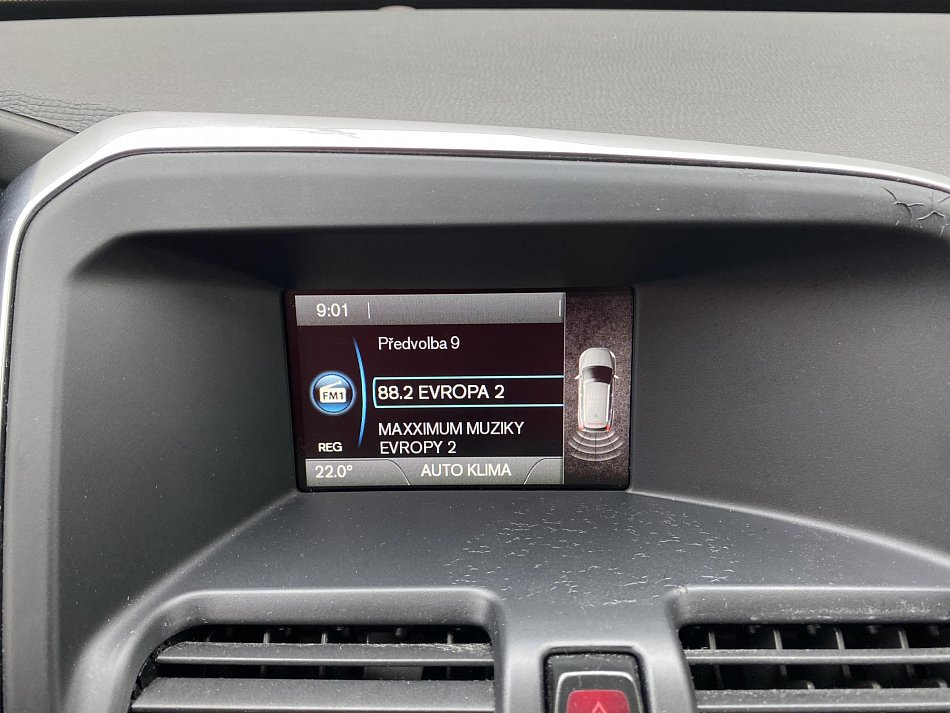 9:01
Předvolba 9
FM1
88.2 EVROPA 2
MAXXIMUM MUZIKY
EVROPY 2
REG
22.0° AUTO KLIMA